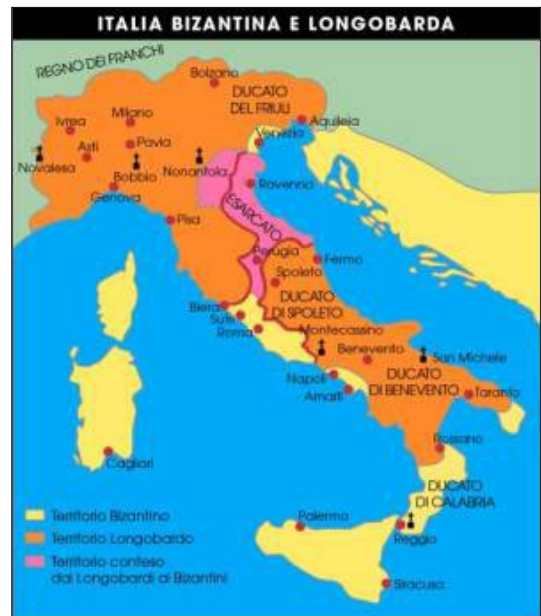 ITALIA BIZANTINA E LONGOBARDA
REGNO DEI FRANCHI
Bolzano
DUCATO
DEL FRIULI
Ivrea
Milano
Aquileia
Asti
Pavia
Venezia
Novalesa
Bobbio
Nonantola
Genova
Ravenna
ESARCATO
Pisa
Perugia
Fermo
Spoleto
DUCATO
DI SPOLETO
Biera
Sutri
Roma
Montecassino
Benevento
San Michele
DUCATO
DI BENEVENTO
Napoli
Amalfi
Taranto
Rossano
Cagliari
DUCATO
DI CALABRIA
Palermo
Reggio
Siracusa
Territorio Bizantino
Territorio Longobardo
Territorio conteso
dai Longobardi ai Bizantini